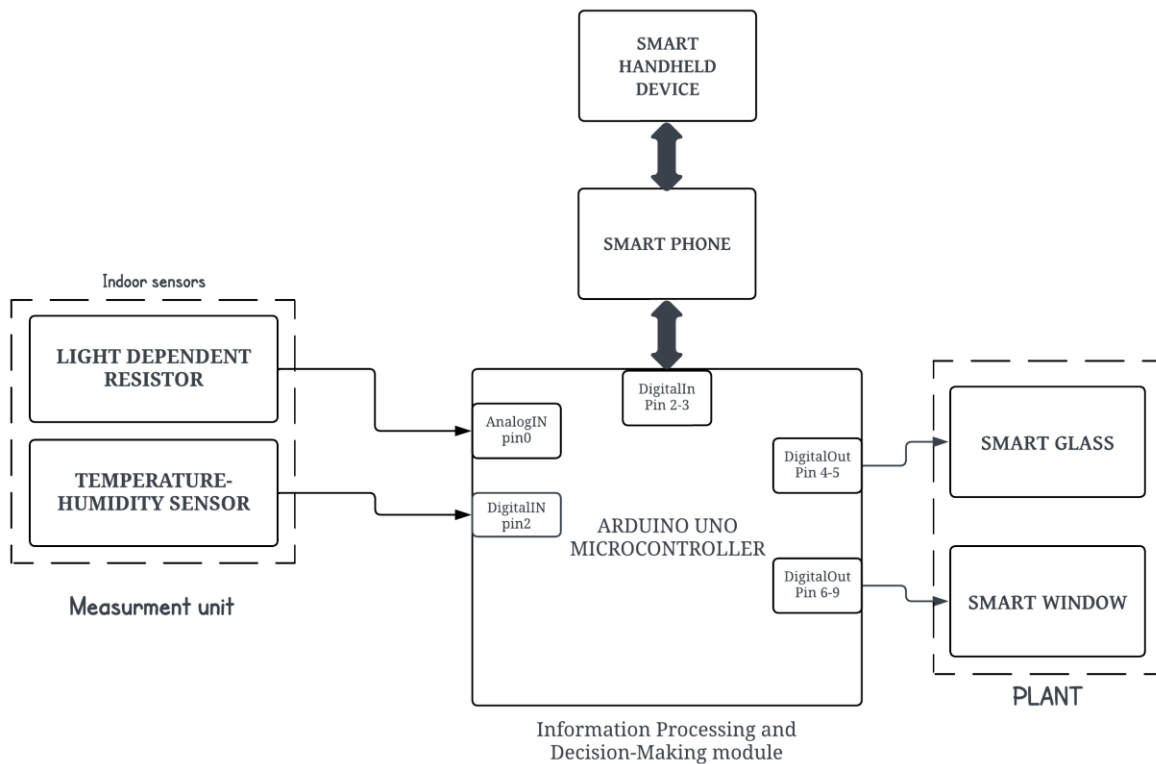 SMART
HANDHELD
DEVICE
SMART PHONE
Indoor sensors
LIGHT DEPENDENT
RESISTOR
TEMPERATURE-
HUMIDITY SENSOR
Measurment unit
DigitalIn
Pin 2-3
AnalogIN
pin0
DigitalIN
pin2
DigitalOut
Pin 4-5
ARDUINO UNO
MICROCONTROLLER
DigitalOut
Pin 6-9
Information Processing and
Decision-Making module
SMART GLASS
SMART WINDOW
PLANT